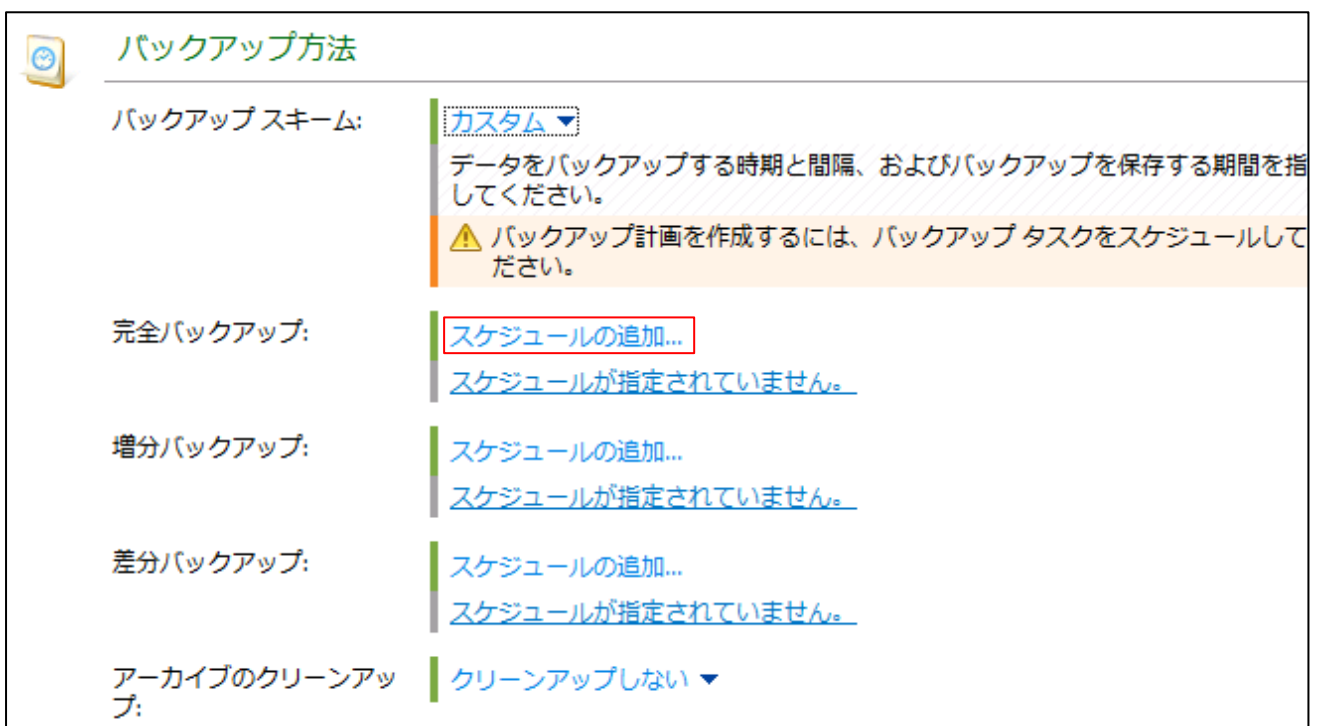 バックアップ方法
バックアップ スキーム:
カスタム
データをバックアップする時期と間隔、およびバックアップを保存する期間を指
してください。
バックアップ計画を作成するには、バックアップ タスクをスケジュールして
ださい。
完全バックアップ:
スケジュールの追加...
スケジュールが指定されていません。
増分バックアップ:
スケジュールの追加...
スケジュールが指定されていません。
差分バックアップ:
スケジュールの追加...
スケジュールが指定されていません。
アーカイブのクリーンアッ
プ:
クリーンアップしない